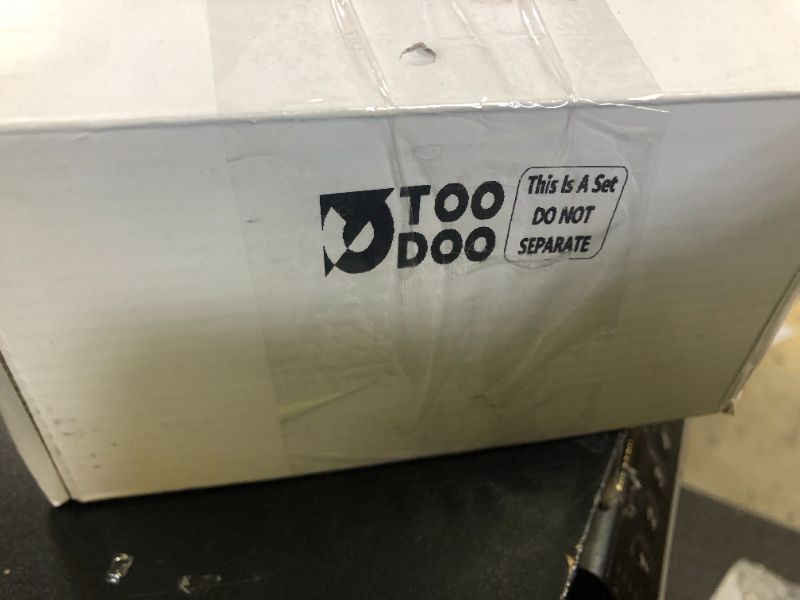 TOO
DOO
This Is A Set
DO NOT
SEPARATE